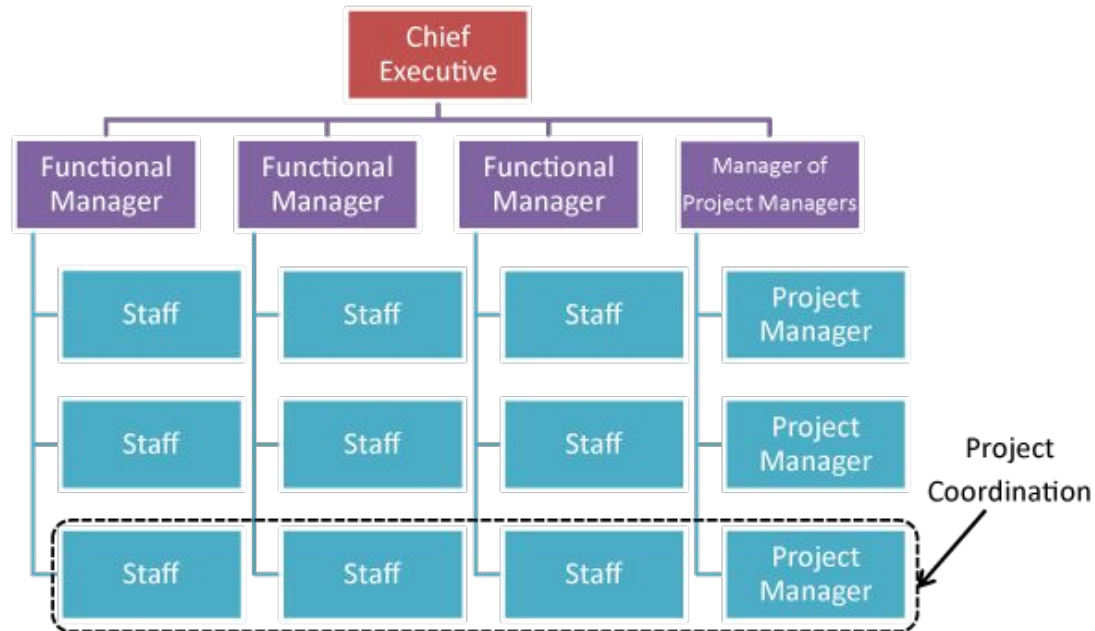 Chief
Executive
Functional
Manager
Functional
Manager
Functional
Manager
Manager of
Project Managers
Staff
Staff
Staff
Project
Manager
Staff
Staff
Staff
Project
Manager
Project
Coordination
Staff
Staff
Staff
Project
Manager